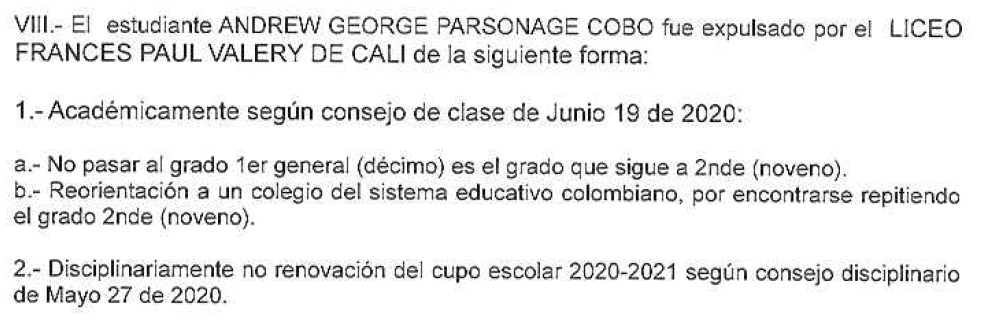 VIII.- El estudiante ANDREW GEORGE PARSONAGE COBO fue expulsado por el LICEO
FRANCES PAUL VALERY DE CALI de la siguiente forma:
1.- Académicamente según consejo de clase de Junio 19 de 2020:
a.- No pasar al grado 1er general (décimo) es el grado que sigue a 2nde (noveno).
b.- Reorientación a un colegio del sistema educativo colombiano, por encontrarse repitiendo
el grado 2nde (noveno).
2.- Disciplinariamente no renovación del cupo escolar 2020-2021 según consejo disciplinario
de Mayo 27 de 2020.